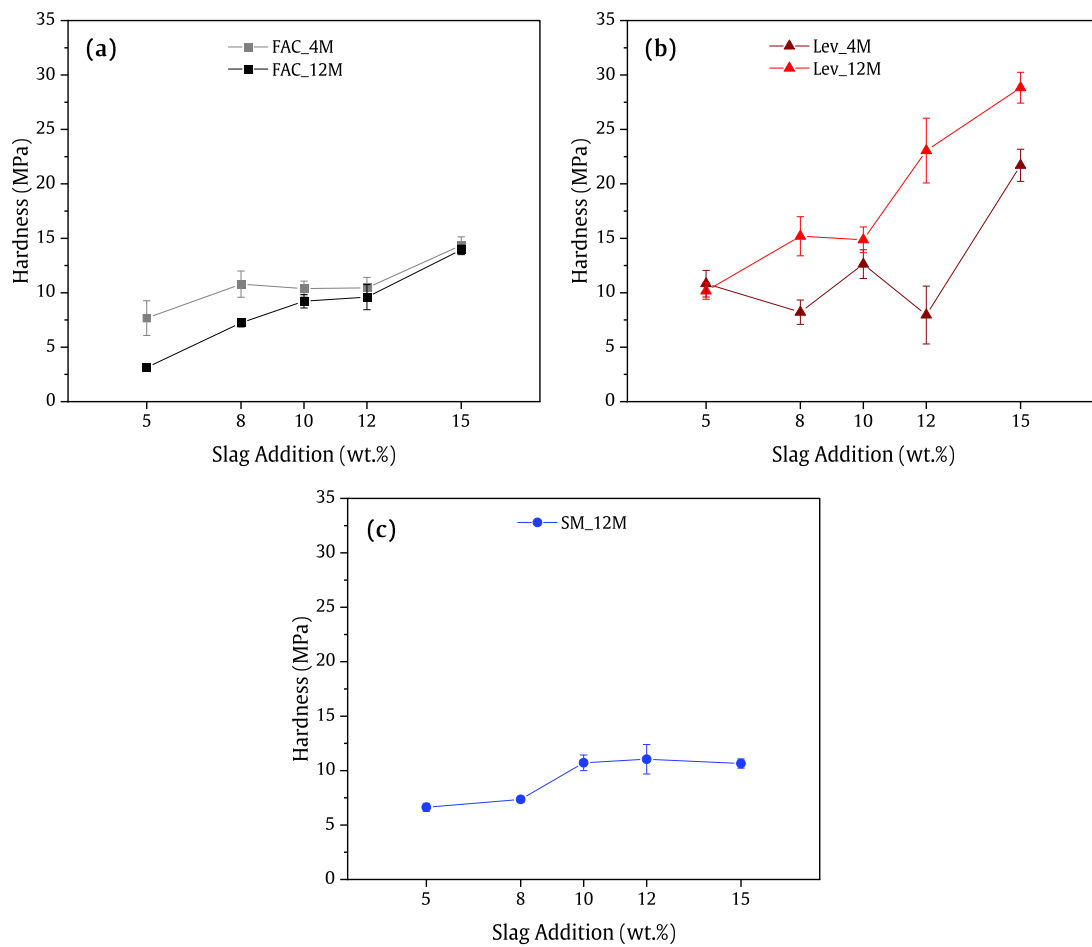 (a)
FAC_4M
FAC_12M
Hardness (MPa)
35
30
25
20
15
10
5
0
5 8 10 12 15
Slag Addition (wt.%)
(b)
Lev_4M
Lev_12M
Hardness (MPa)
35
30
25
20
15
10
5
0
5 8 10 12 15
Slag Addition (wt.%)
(c)
SM_12M
Hardness (MPa)
35
30
25
20
15
10
5
0
5 8 10 12 15
Slag Addition (wt.%)